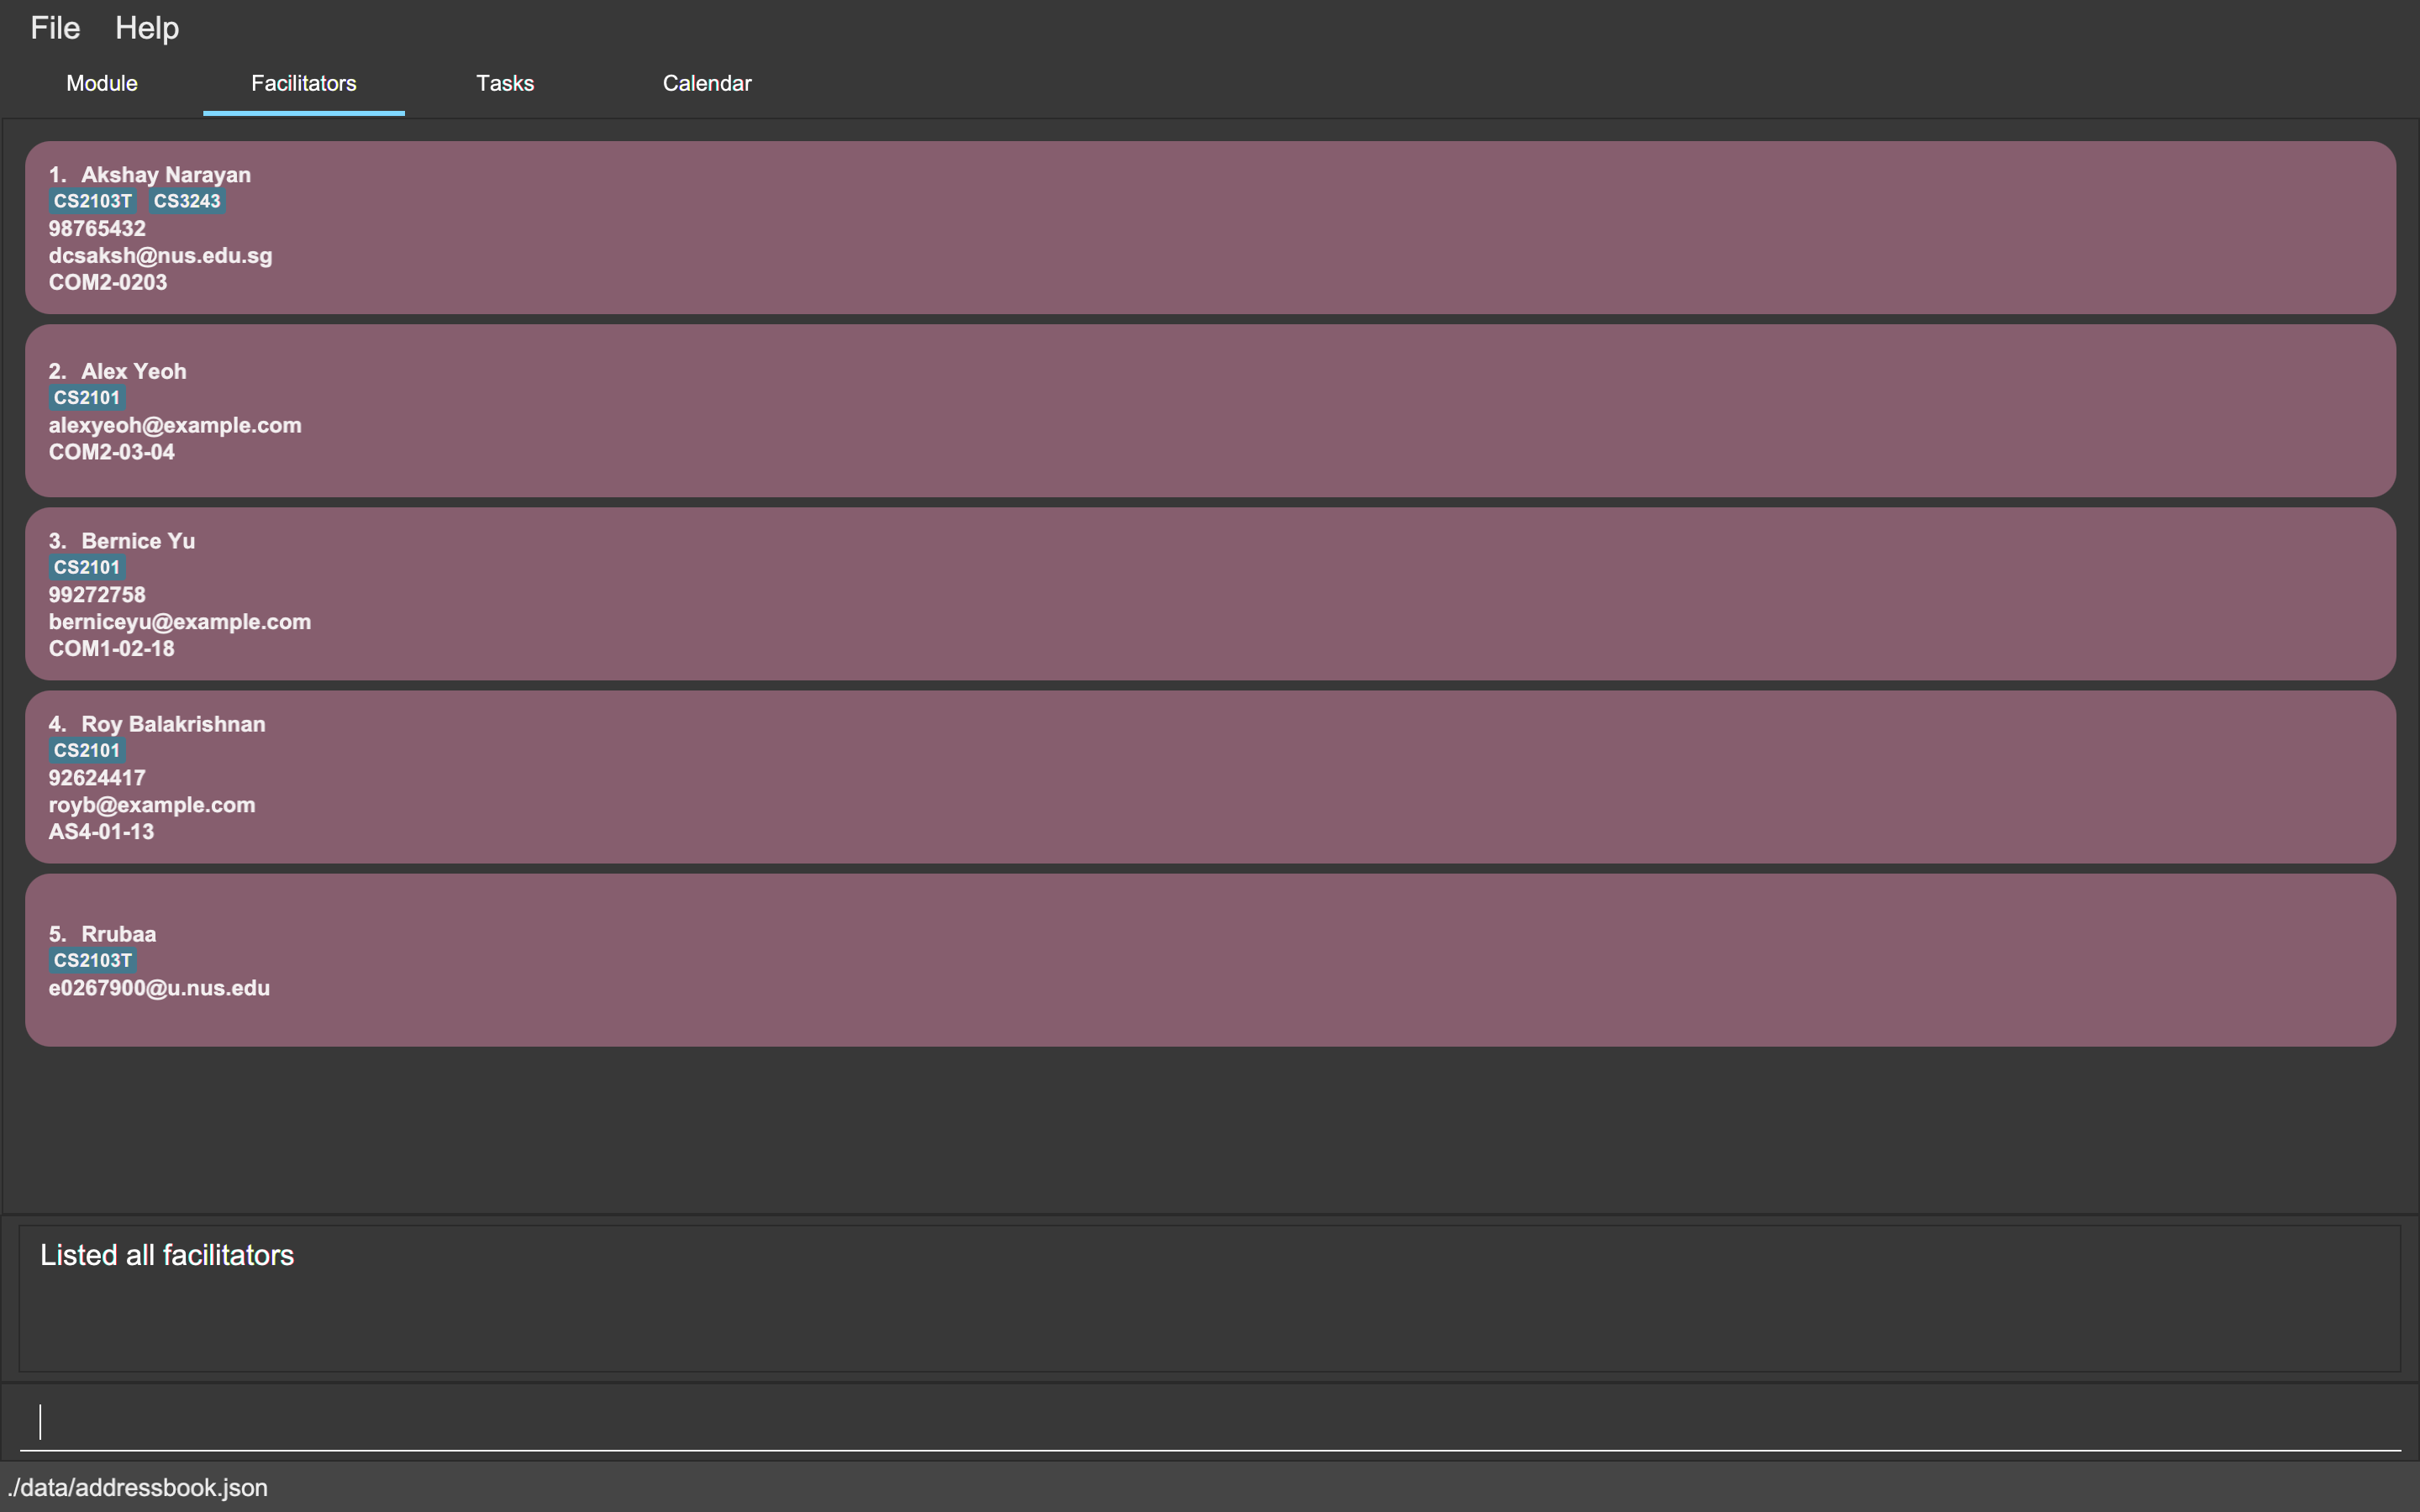 File Help
Module Facilitators Tasks Calendar
1. Akshay Narayan
CS2103T CS3243
98765432
dcsaksh@nus.edu.sg
COM2-0203
2. Alex Yeoh
CS2101
alexyeoh@example.com
COM2-03-04
3. Bernice Yu
CS2101
99272758
berniceyu@example.com
COM1-02-18
4. Roy Balakrishnan
CS2101
92624417
royb@example.com
AS4-01-13
5. Rrubaa
CS2103T
e0267900@u.nus.edu
Listed all facilitators
./data/addressbook.json